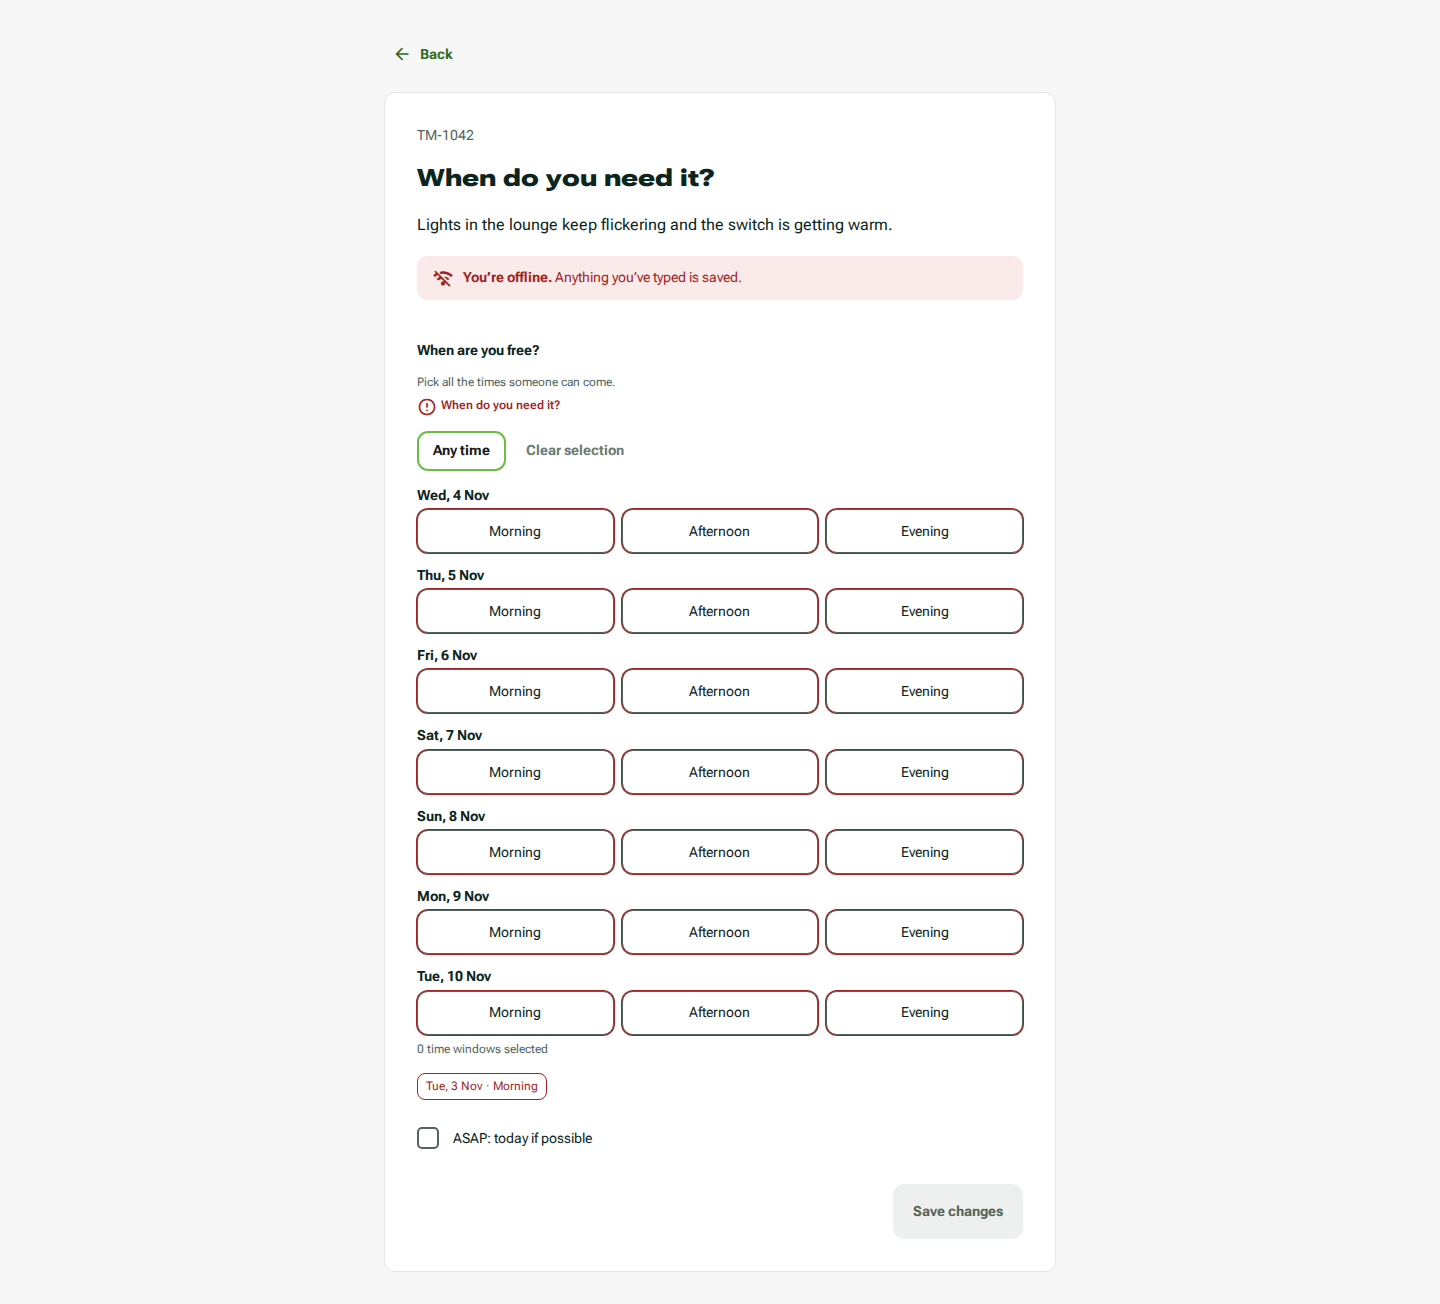 Back
TM-1042
When do you need it?
Lights in the lounge keep flickering and the switch is getting warm.
You’re offline. Anything you’ve typed is saved.
When are you free?
Pick all the times someone can come.
When do you need it?
Any time Clear selection
Wed, 4 Nov
Morning Afternoon Evening
Thu, 5 Nov
Morning Afternoon Evening
Fri, 6 Nov
Morning Afternoon Evening
Sat, 7 Nov
Morning Afternoon Evening
Sun, 8 Nov
Morning Afternoon Evening
Mon, 9 Nov
Morning Afternoon Evening
Tue, 10 Nov
Morning Afternoon Evening
0 time windows selected
Tue, 3 Nov · Morning
ASAP: today if possible
Save changes